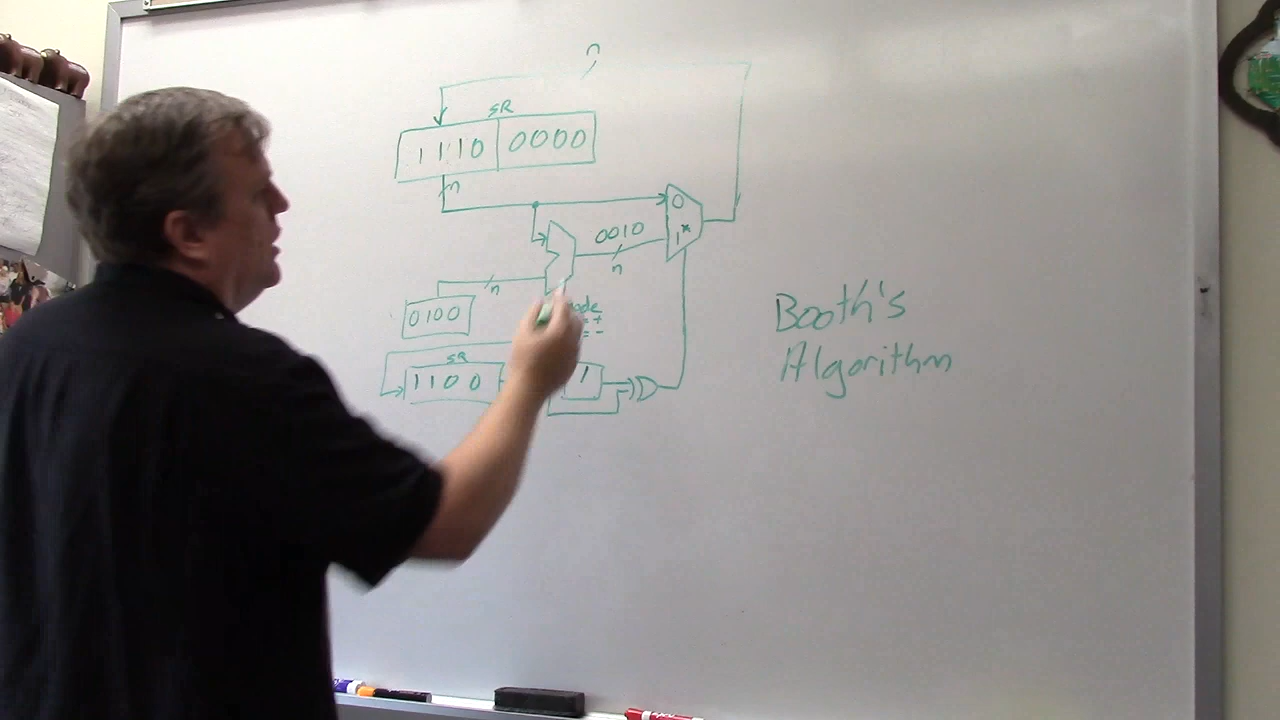 n
SR
1110 0000
n
0
0010
1*
n
n
0100
= +
= -
SR
1100
1
Booth's
Algorithm